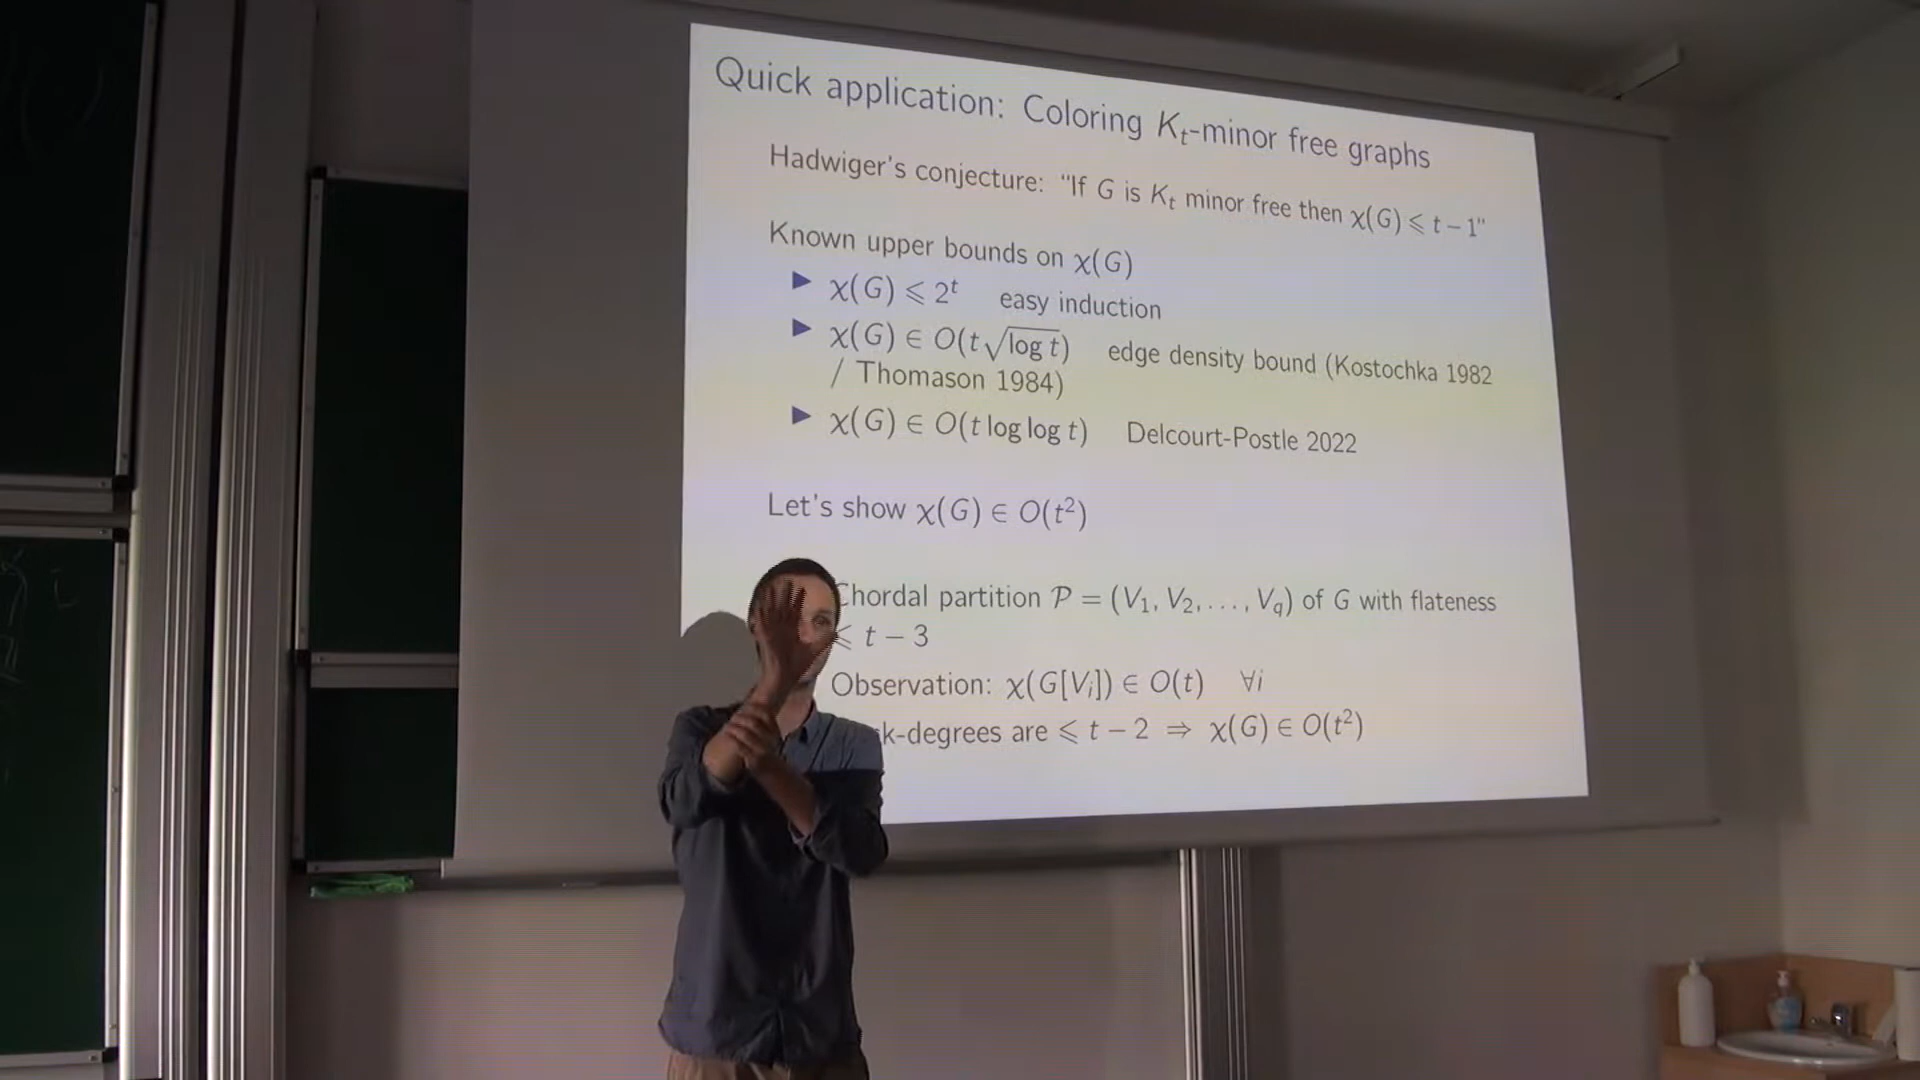 Quick application: Coloring Kₜ-minor free graphs
Hadwiger's conjecture: "If G is Kₜ minor free then χ(G) ⩽ t − 1"
Known upper bounds on χ(G)
▶ χ(G) ⩽ 2ᵗ easy induction
▶ χ(G) ∈ O(t√log t) edge density bound (Kostochka 1982
/ Thomason 1984)
▶ χ(G) ∈ O(t log log t) Delcourt-Postle 2022
Let's show χ(G) ∈ O(t²)
Chordal partition 𝒫 = (V₁, V₂, . . . , V_q) of G with flateness
⩽ t − 3
Observation: χ(G[Vᵢ]) ∈ O(t) ∀i
k-degrees are ⩽ t − 2 ⇒ χ(G) ∈ O(t²)